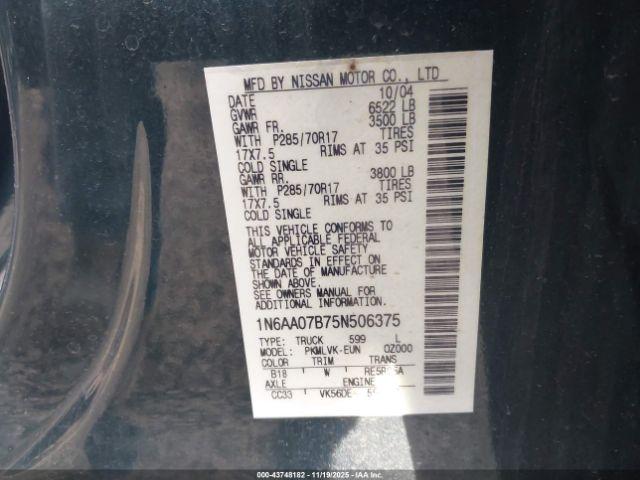 MFD BY NISSAN MOTOR CO., LTD
DATE 10/04
GVWR 6522 LB
GAWR FR. 3500 LB
WITH P285/70R17 TIRES
17X7.5 RIMS AT 35 PSI
COLD SINGLE
GAWR RR. 3800 LB
WITH P285/70R17 TIRES
17X7.5 RIMS AT 35 PSI
COLD SINGLE
THIS VEHICLE CONFORMS TO
ALL APPLICABLE FEDERAL
MOTOR VEHICLE SAFETY
STANDARDS IN EFFECT ON
THE DATE OF MANUFACTURE
SHOWN ABOVE.
SEE OWNERS MANUAL FOR
ADDITIONAL INFORMATION.
1N6AA07B75N506375
TYPE: TRUCK 599 L
MODEL: PKMLVK-EUN 0Z000
COLOR TRIM TRANS
B18 W
AXLE ENGINE
CC33 VK56DE
000-43748182 - 11/19/2025 - IAAI.COM